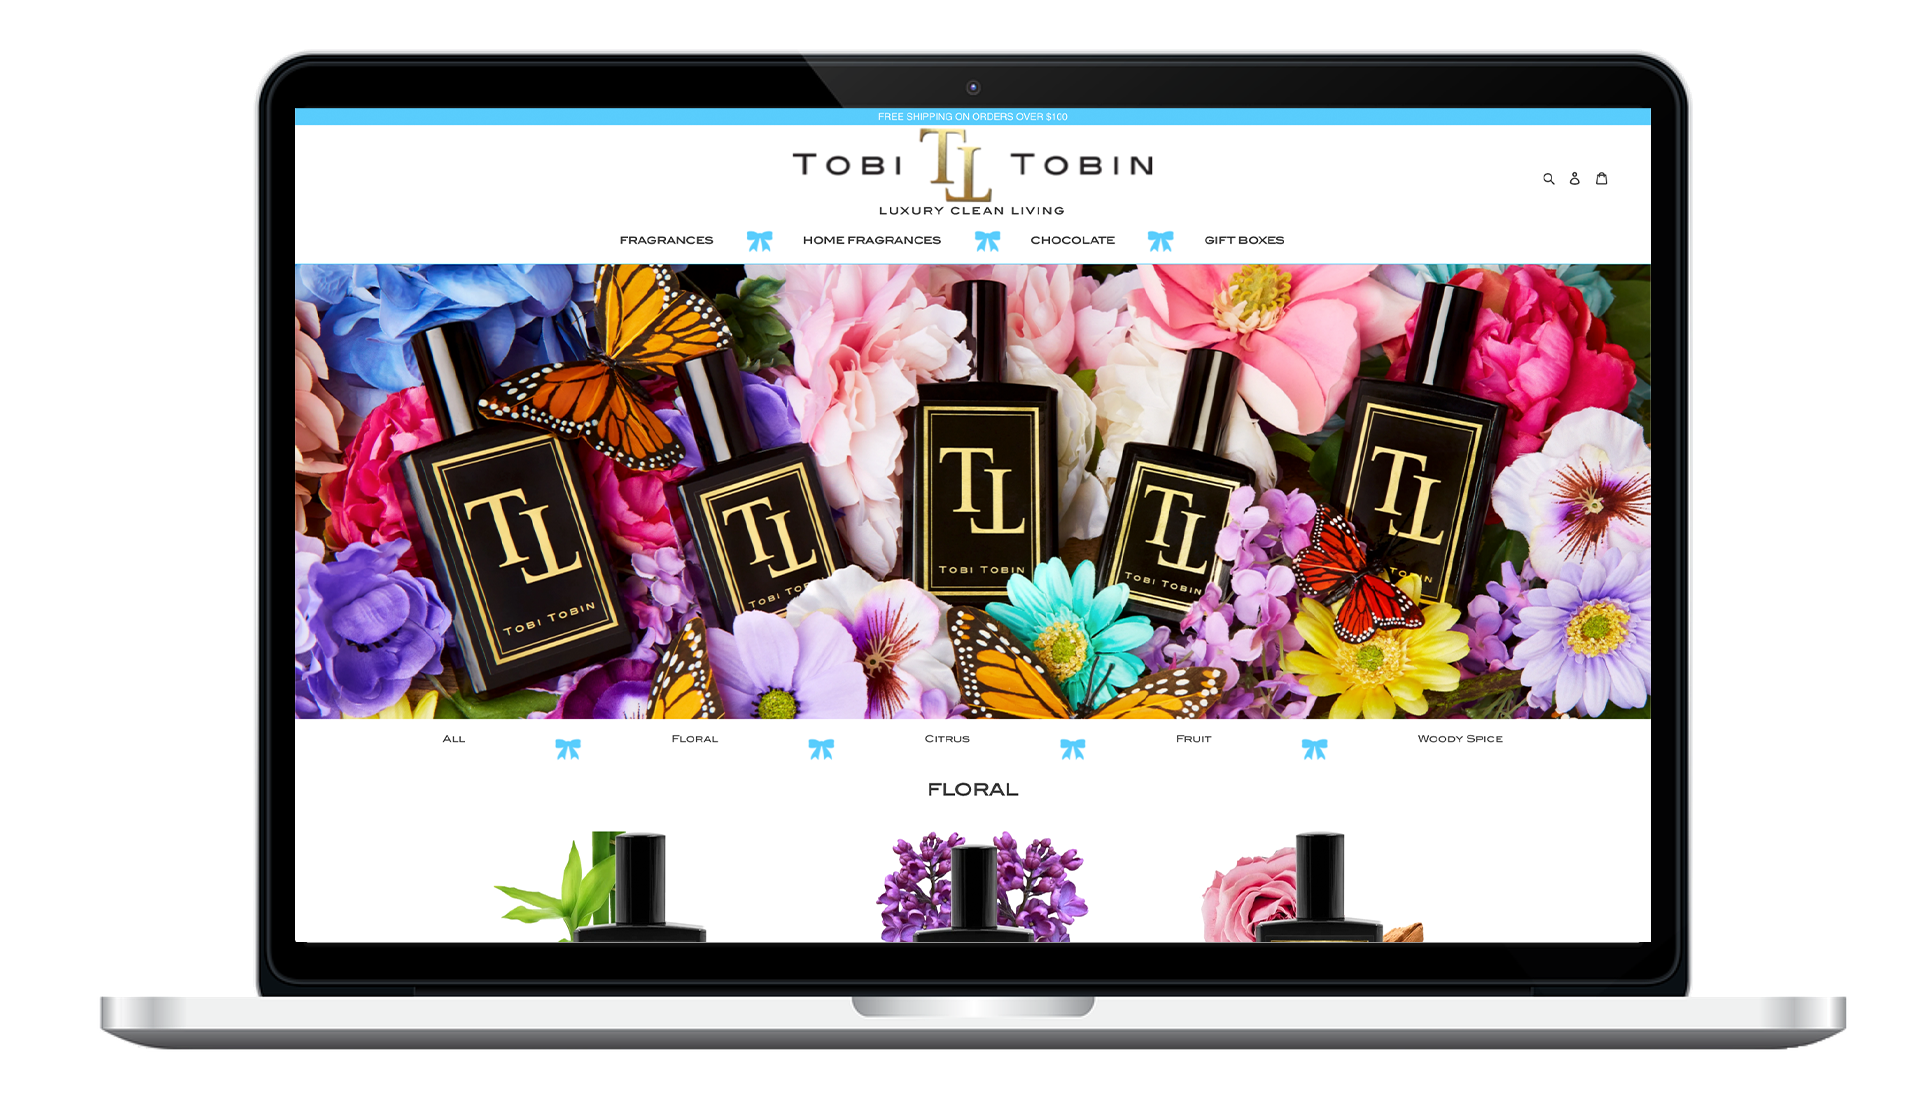 FREE SHIPPING ON ORDERS OVER $100
TOBI TL TOBIN
LUXURY CLEAN LIVING
FRAGRANCES HOME FRAGRANCES CHOCOLATE GIFT BOXES
TL
TOBI TOBIN
TL
TOBI TO
TL
TOBI TOBIN
TL
TOBI TOBIN
TL
TOBIN
ALL FLORAL CITRUS FRUIT WOODY SPICE
FLORAL